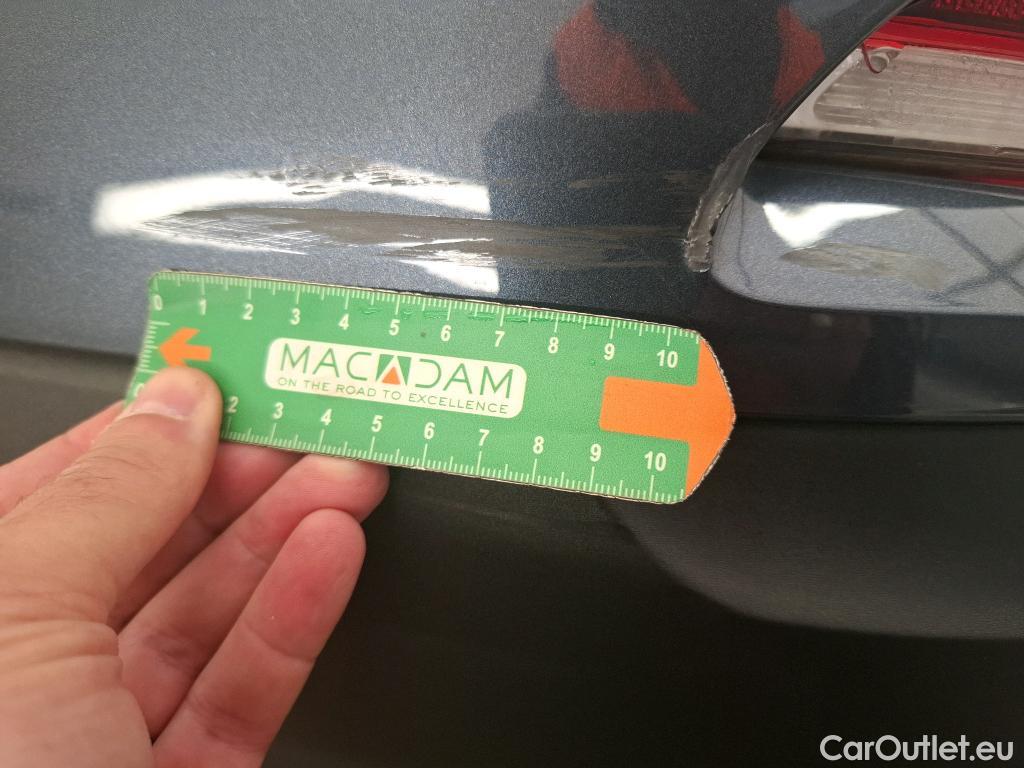 0 1 2 3 4 5 6 7 8 9 10
MACADAM
ON THE ROAD TO EXCELLENCE
2 3 4 5 6 7 8 9 10
CarOutlet.eu